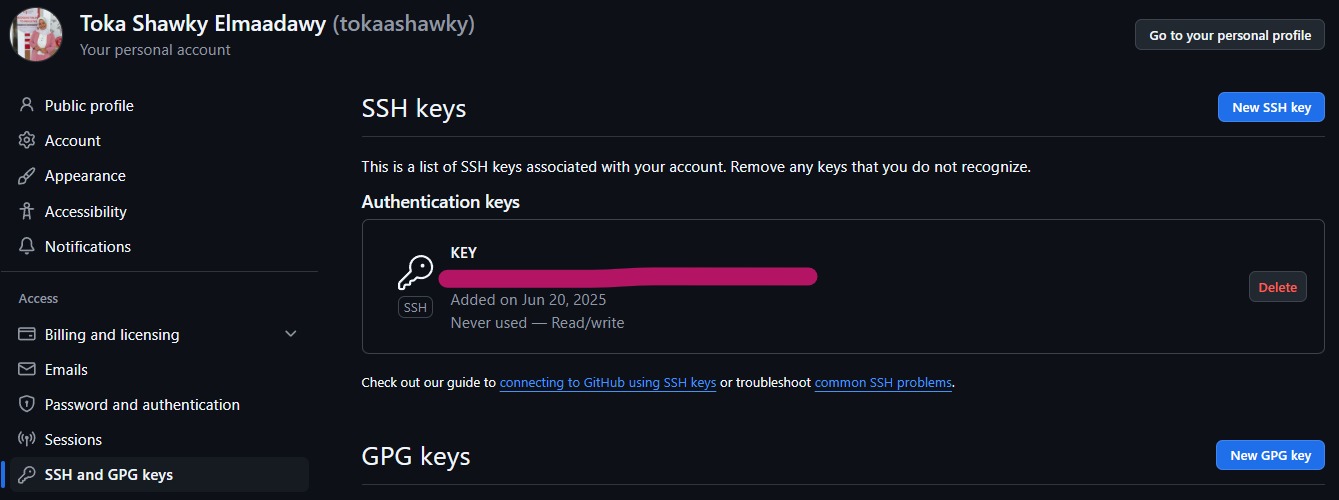 Toka Shawky Elmaadawy (tokaashawky)
Your personal account
Go to your personal profile
Public profile
Account
Appearance
Accessibility
Notifications
Access
Billing and licensing
Emails
Password and authentication
Sessions
SSH and GPG keys
SSH keys
New SSH key
This is a list of SSH keys associated with your account. Remove any keys that you do not recognize.
Authentication keys
KEY
SSH
Added on Jun 20, 2025
Never used — Read/write
Delete
Check out our guide to connecting to GitHub using SSH keys or troubleshoot common SSH problems.
GPG keys
New GPG key